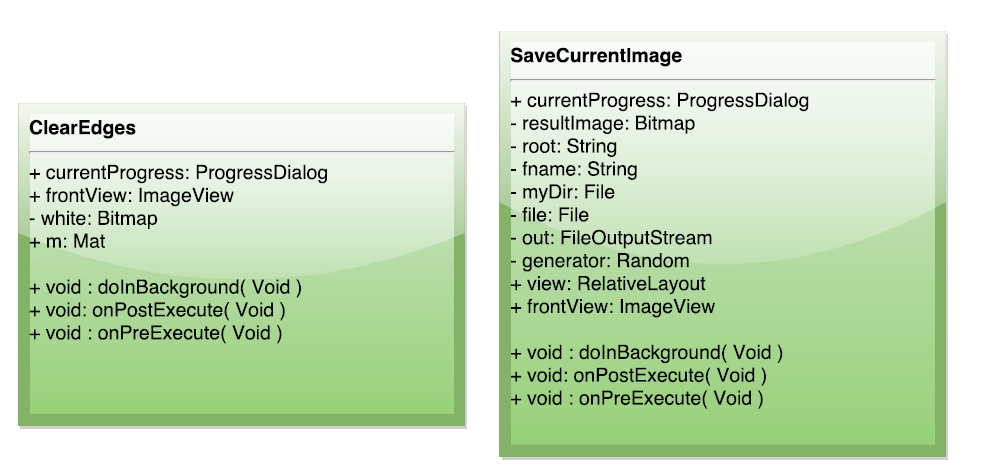 ClearEdges
+ currentProgress: ProgressDialog
+ frontView: ImageView
- white: Bitmap
+ m: Mat
+ void : doInBackground( Void )
+ void: onPostExecute( Void )
+ void : onPreExecute( Void )
SaveCurrentImage
+ currentProgress: ProgressDialog
- resultImage: Bitmap
- root: String
- fname: String
- myDir: File
- file: File
- out: FileOutputStream
- generator: Random
+ view: RelativeLayout
+ frontView: ImageView
+ void : doInBackground( Void )
+ void: onPostExecute( Void )
+ void : onPreExecute( Void )